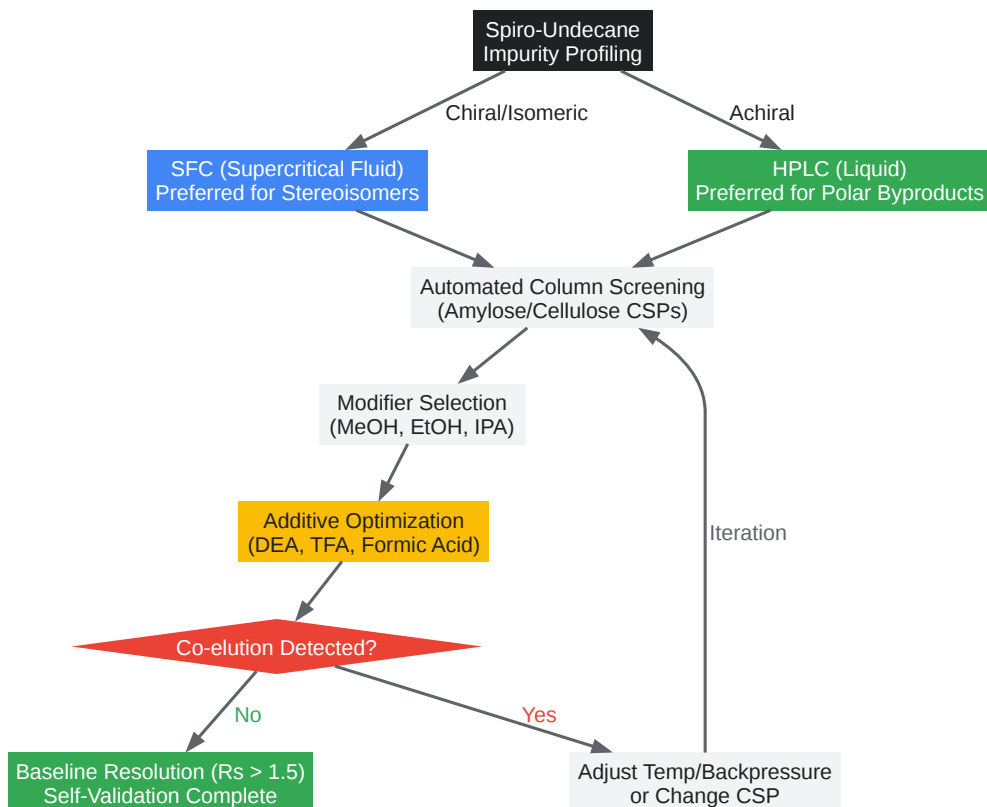 Spiro-Undecane
Impurity Profiling
Chiral/Isomeric
Achiral
SFC (Supercritical Fluid)
Preferred for Stereoisomers
HPLC (Liquid)
Preferred for Polar Byproducts
Automated Column Screening
(Amylose/Cellulose CSPs)
Modifier Selection
(MeOH, EtOH, IPA)
Additive Optimization
(DEA, TFA, Formic Acid)
Iteration
Co-elution Detected?
No
Yes
Baseline Resolution (Rs > 1.5)
Self-Validation Complete
Adjust Temp/Backpressure
or Change CSP